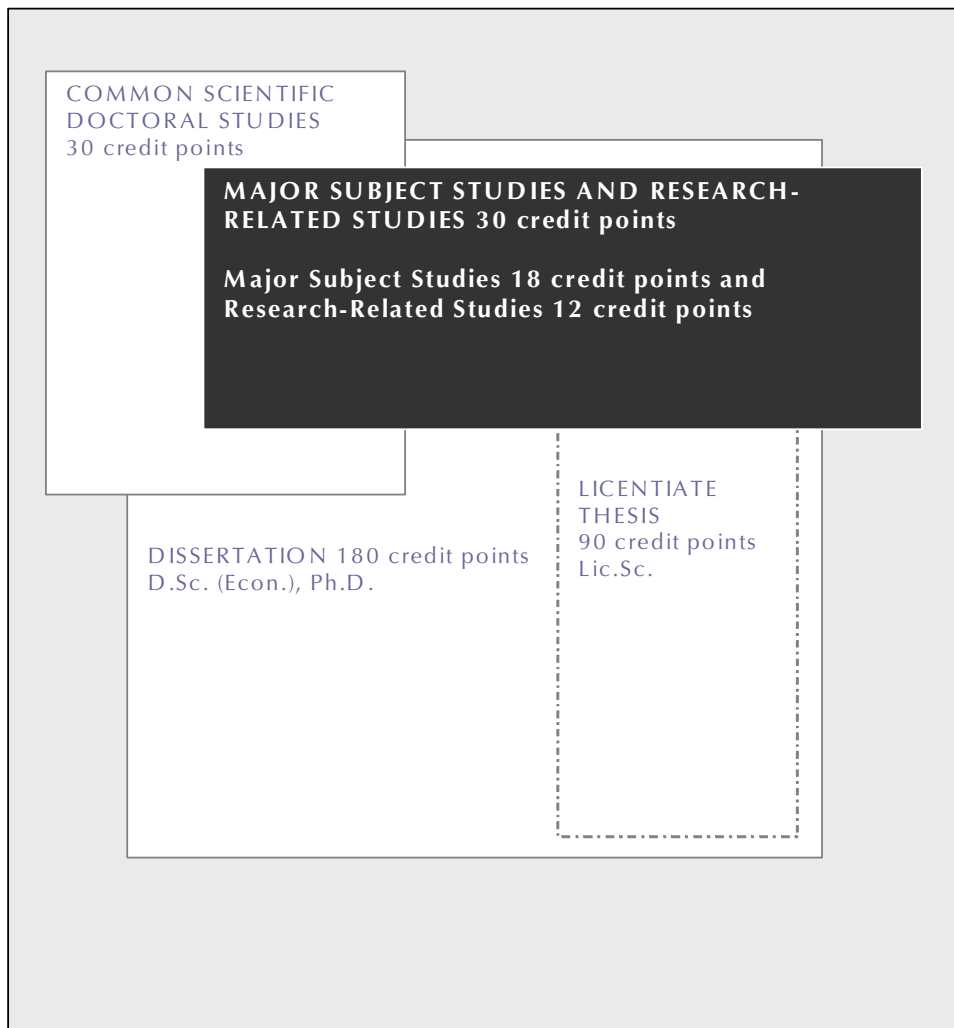 COMMON SCIENTIFIC
DOCTORAL STUDIES
30 credit points
MAJOR SUBJECT STUDIES AND RESEARCH-
RELATED STUDIES 30 credit points
Major Subject Studies 18 credit points and
Research-Related Studies 12 credit points
LICENTIATE
THESIS
90 credit points
Lic.Sc.
DISSERTATION 180 credit points
D.Sc. (Econ.), Ph.D.